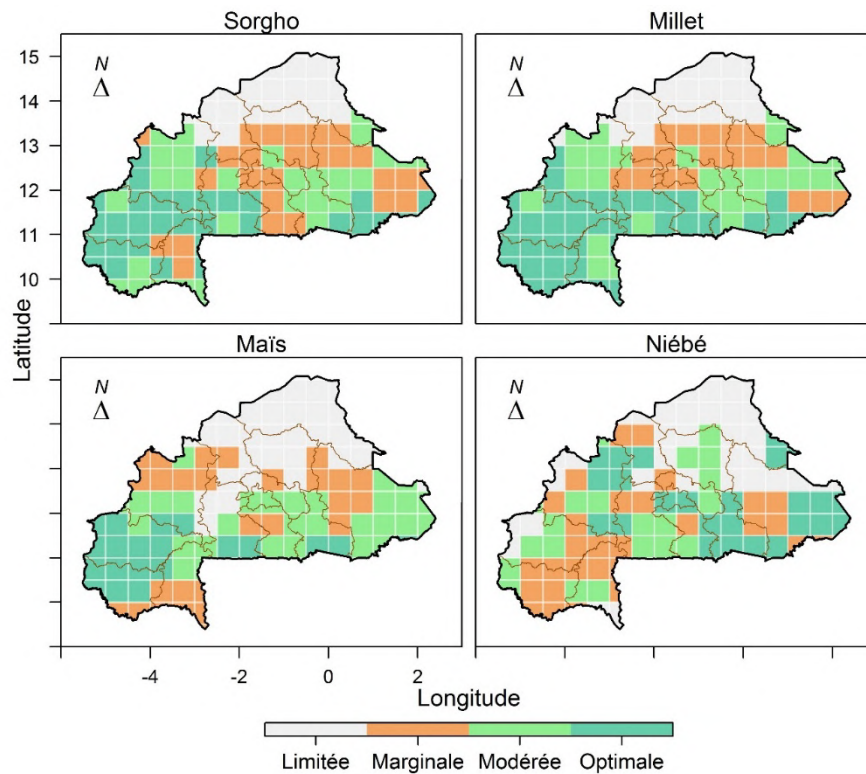 Sorgho
Millet
15
14
13
12
11
10
N
Δ
N
Δ
Latitude
Maïs
Niébé
N
Δ
N
Δ
-4
-2
0
2
Longitude
Limitée
Marginale
Modérée
Optimale